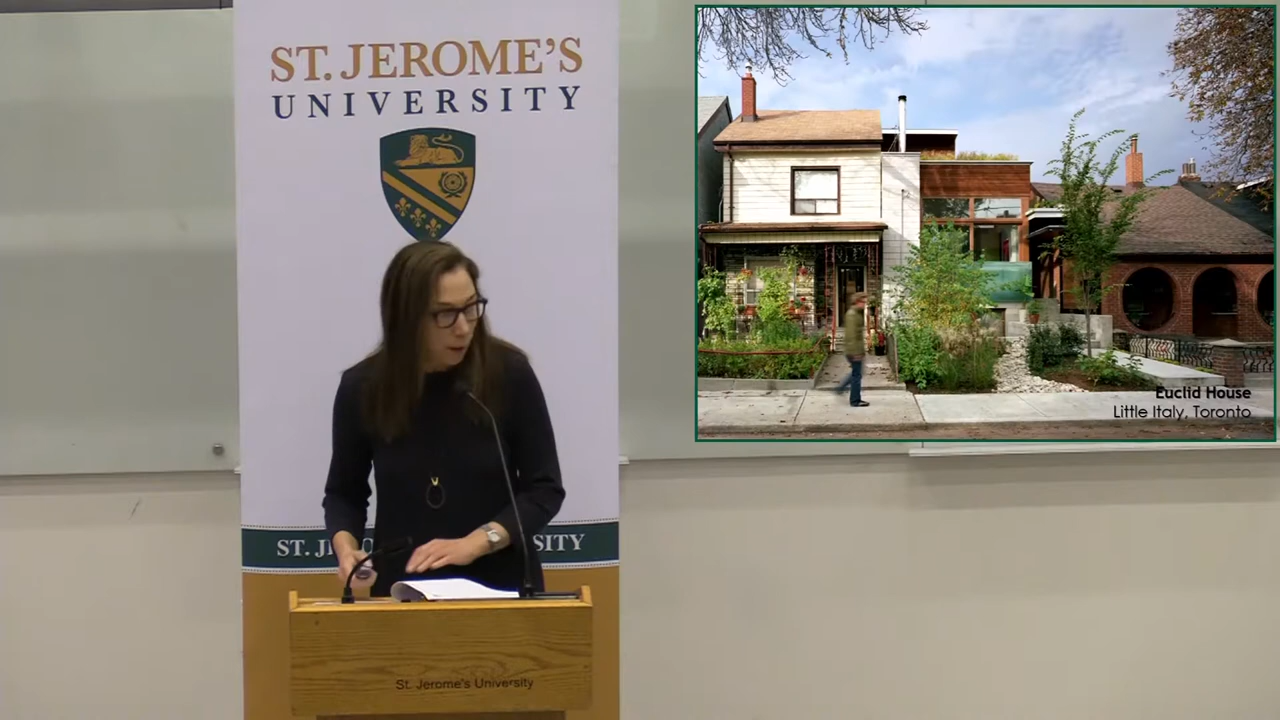 ST. JEROME'S
UNIVERSITY
Euclid House
Little Italy, Toronto
ST. J
SITY
St. Jerome's University